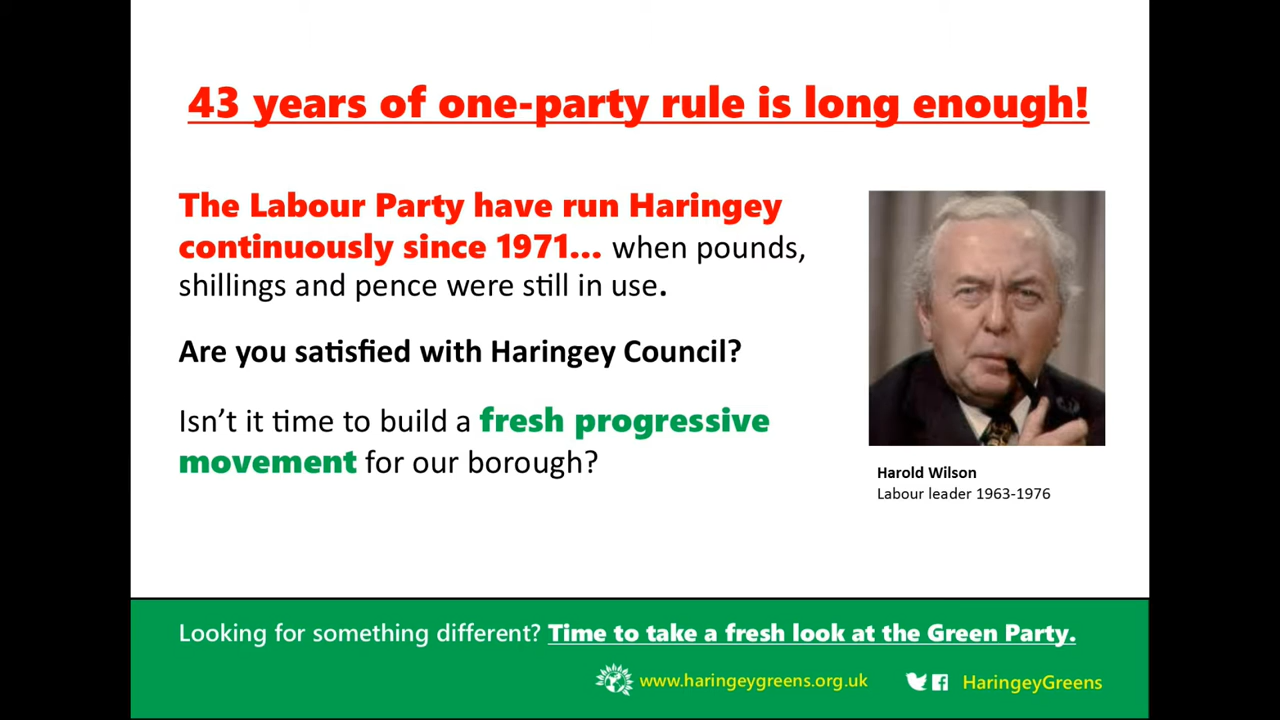 43 years of one-party rule is long enough!
The Labour Party have run Haringey
continuously since 1971... when pounds,
shillings and pence were still in use.
Are you satisfied with Haringey Council?
Isn't it time to build a fresh progressive
movement for our borough?
Harold Wilson
Labour leader 1963-1976
Looking for something different? Time to take a fresh look at the Green Party.
www.haringeygreens.org.uk
HaringeyGreens